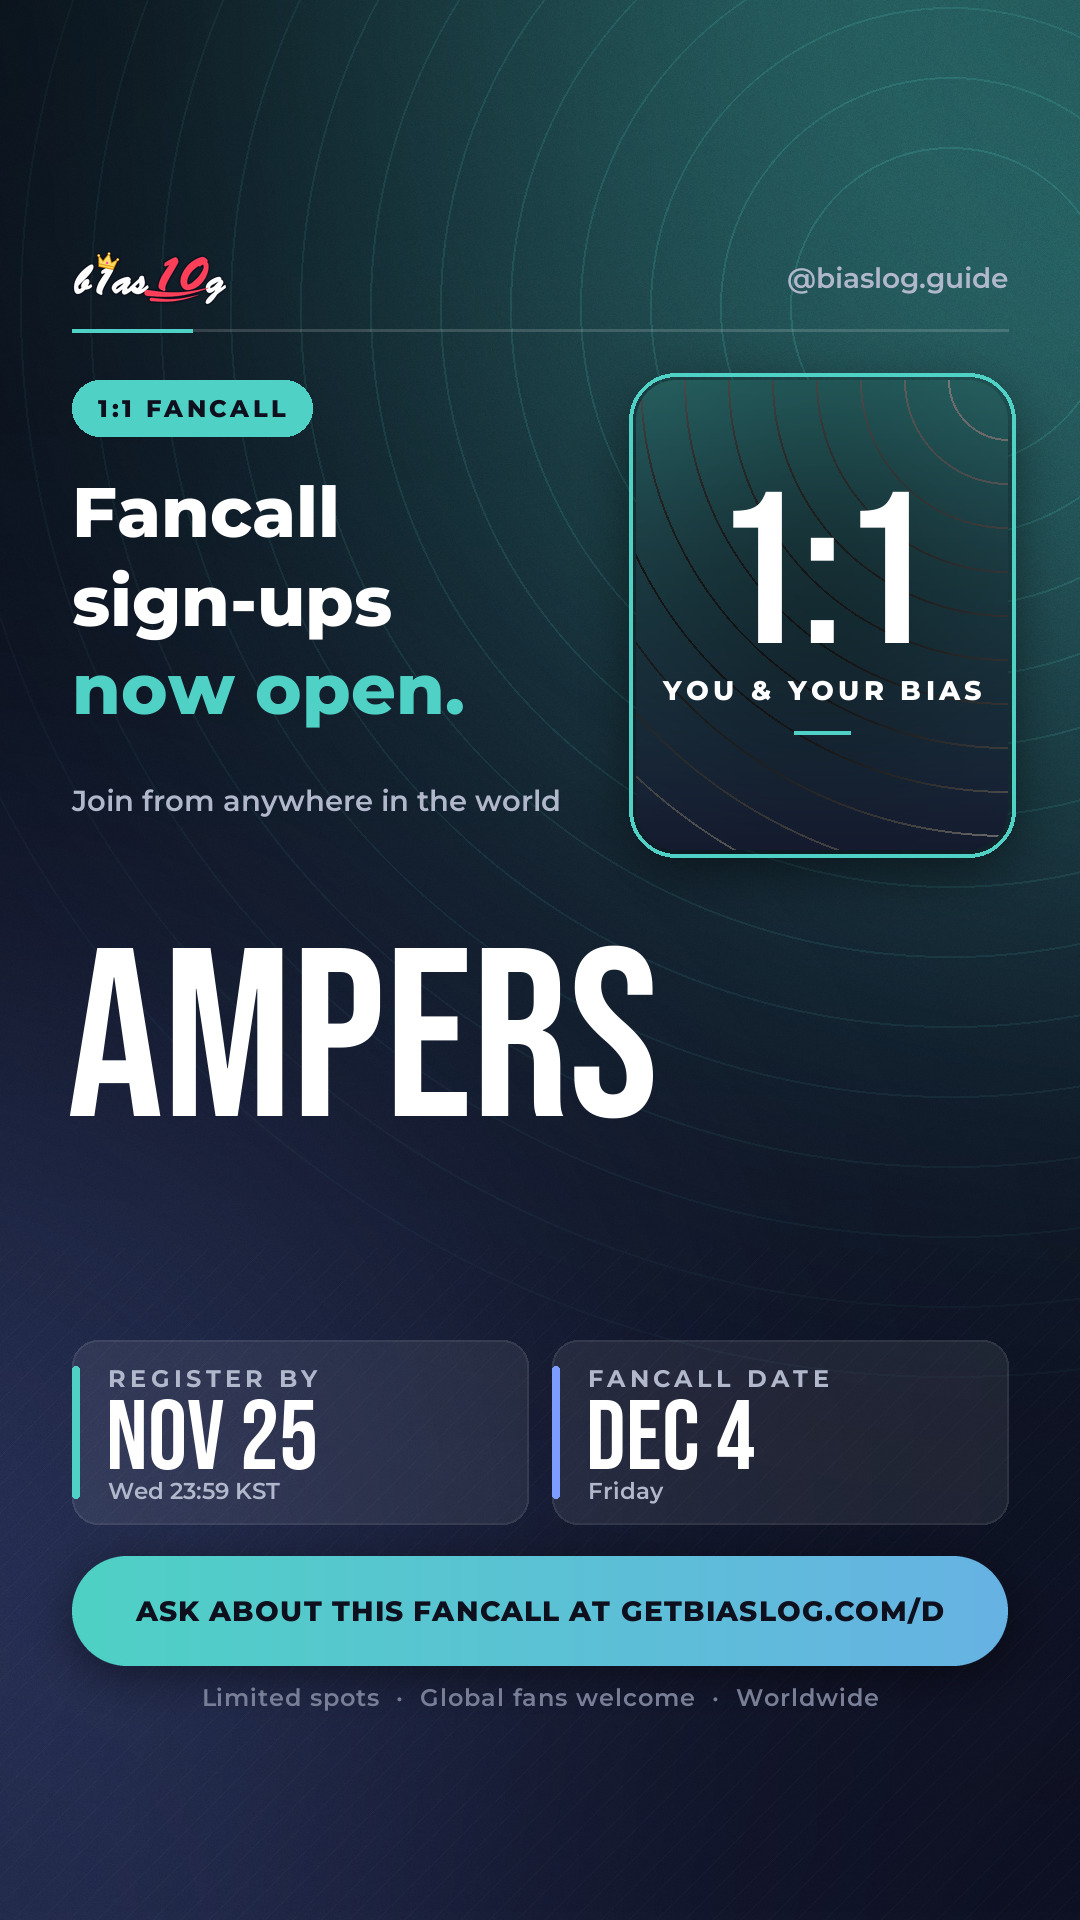 b1as10g
@biaslog.guide
1:1 FANCALL
Fancall
sign-ups
now open.
Join from anywhere in the world
1:1
YOU & YOUR BIAS
AMPERS
REGISTER BY
NOV 25
Wed 23:59 KST
FANCALL DATE
DEC 4
Friday
ASK ABOUT THIS FANCALL AT GETBIASLOG.COM/D
Limited spots · Global fans welcome · Worldwide